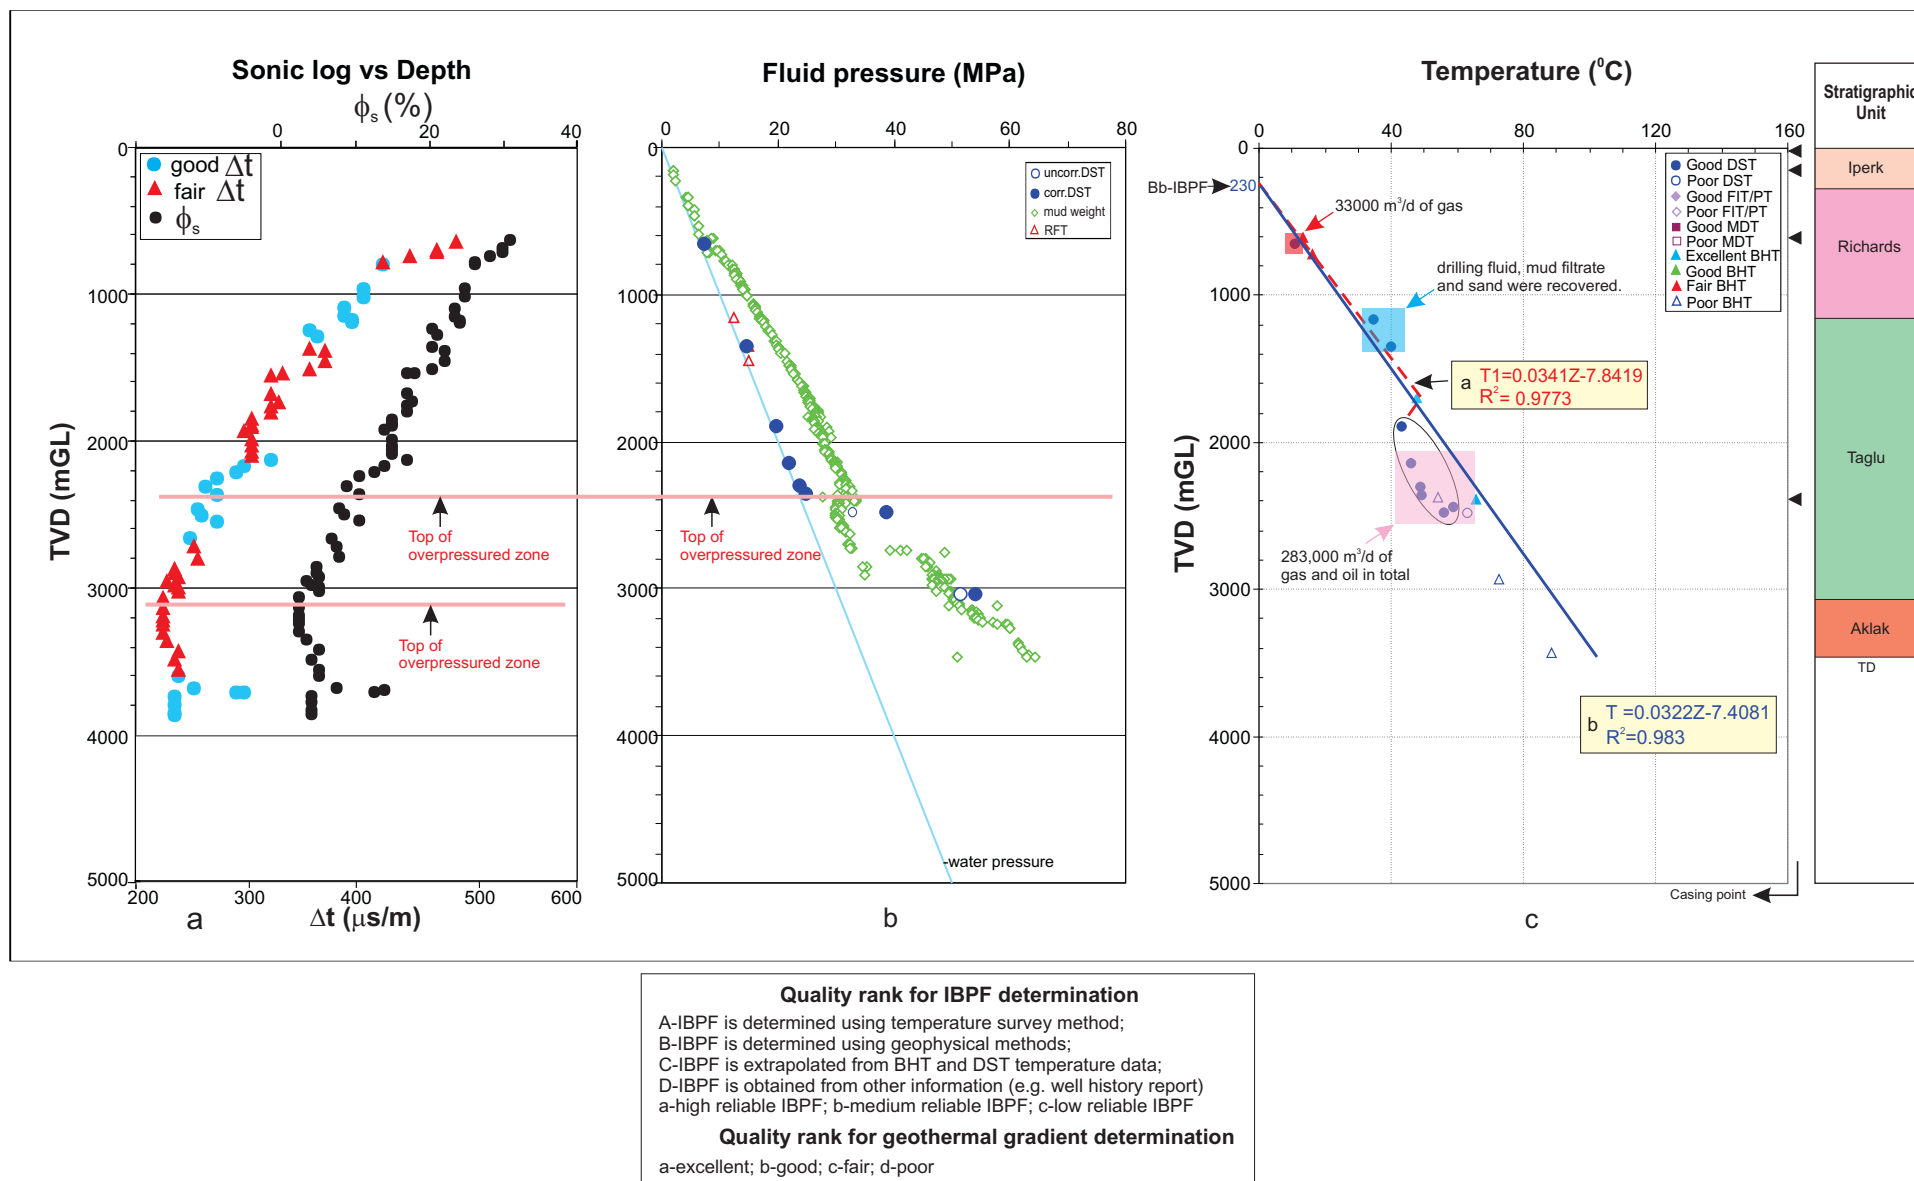 Sonic log vs Depth
ϕs (%)
0 20 40
good Δt
fair Δt
ϕs
0
1000
2000
3000
4000
5000
TVD (mGL)
Top of
overpressured zone
Top of
overpressured zone
200 300 400 500 600
a
Δt (μs/m)
Fluid pressure (MPa)
0 20 40 60 80
uncorr.DST
corr.DST
mud weight
RFT
0
1000
2000
3000
4000
5000
Top of
overpressured zone
water pressure
b
Temperature (⁰C)
0 40 80 120 160
0
Bb-IBPF
230
1000
2000
3000
4000
5000
TVD (mGL)
Good DST
Poor DST
Good FIT/PT
Poor FIT/PT
Good MDT
Poor MDT
Excellent BHT
Good BHT
Fair BHT
Poor BHT
33000 m³/d of gas
drilling fluid, mud filtrate
and sand were recovered.
a T1=0.0341Z-7.8419
R²= 0.9773
283,000 m³/d of
gas and oil in total
b T =0.0322Z-7.4081
R²=0.983
Casing point
c
Stratigraphic
Unit
Iperk
Richards
Taglu
Aklak
TD
Quality rank for IBPF determination
A-IBPF is determined using temperature survey method;
B-IBPF is determined using geophysical methods;
C-IBPF is extrapolated from BHT and DST temperature data;
D-IBPF is obtained from other information (e.g. well history report)
a-high reliable IBPF; b-medium reliable IBPF; c-low reliable IBPF
Quality rank for geothermal gradient determination
a-excellent; b-good; c-fair; d-poor